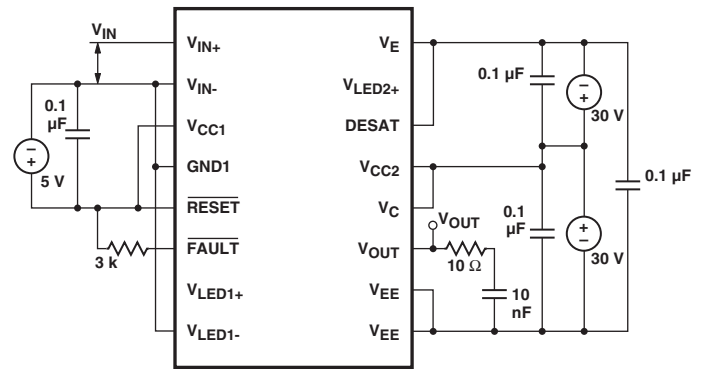 VIN
VIN+
VIN-
VCC1
GND1
RESET
FAULT
VLED1+
VLED1-
VE
VLED2+
DESAT
VCC2
VC
VOUT
VEE
VEE
0.1
µF
−
+
5 V
3 k
VOUT
10 Ω
10
nF
0.1 µF
−
+
30 V
0.1
µF
+
−
30 V
0.1 µF